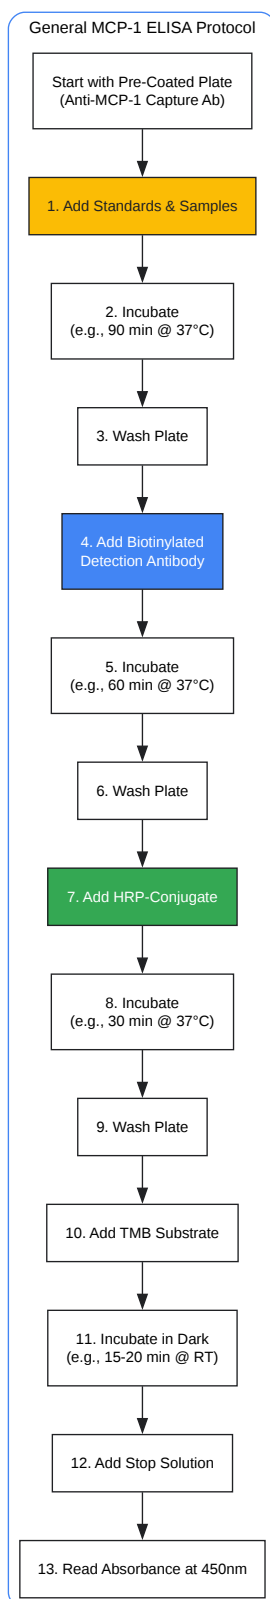 General MCP-1 ELISA Protocol
Start with Pre-Coated Plate
(Anti-MCP-1 Capture Ab)
1. Add Standards & Samples
2. Incubate
(e.g., 90 min @ 37°C)
3. Wash Plate
4. Add Biotinylated
Detection Antibody
5. Incubate
(e.g., 60 min @ 37°C)
6. Wash Plate
7. Add HRP-Conjugate
8. Incubate
(e.g., 30 min @ 37°C)
9. Wash Plate
10. Add TMB Substrate
11. Incubate in Dark
(e.g., 15-20 min @ RT)
12. Add Stop Solution
13. Read Absorbance at 450nm